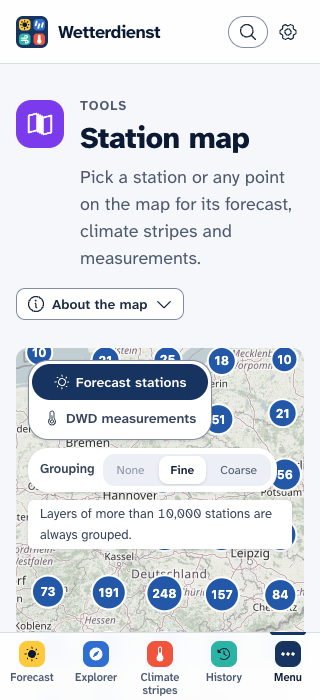 Wetterdienst
TOOLS
Station map
Pick a station or any point
on the map for its forecast,
climate stripes and
measurements.
About the map
10 21 25 18 10
Mecklenburg
Vorpommern
Forecast stations
DWD measurements
51 21
Bremen
Grouping None Fine Coarse
56
Hannover
Potsdam
Layers of more than 10,000 stations are
always grouped.
Kassel
Leipzig
Deutschland
73 191 248 157 84
Koblenz
Forecast Explorer Climate stripes History Menu